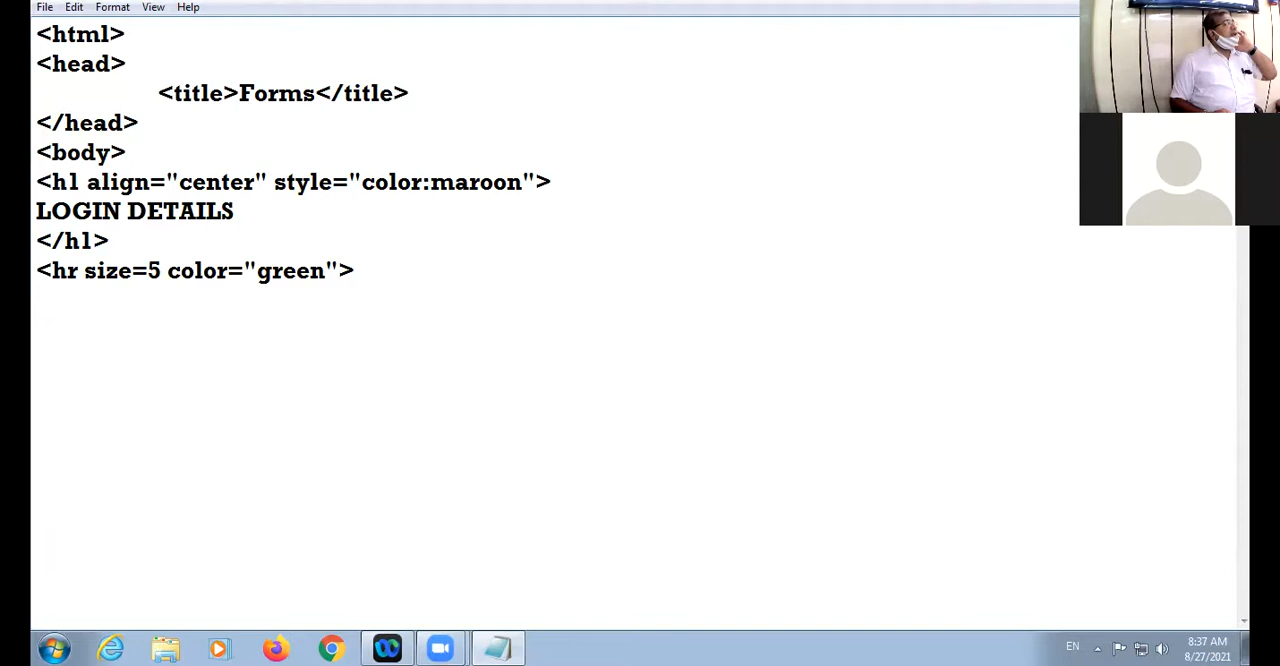 File Edit Format View Help
<html>
<head>
<title>Forms</title>
</head>
<body>
<h1 align="center" style="color:maroon">
LOGIN DETAILS
</h1>
<hr size=5 color="green">
EN
8:37 AM
8/27/2021